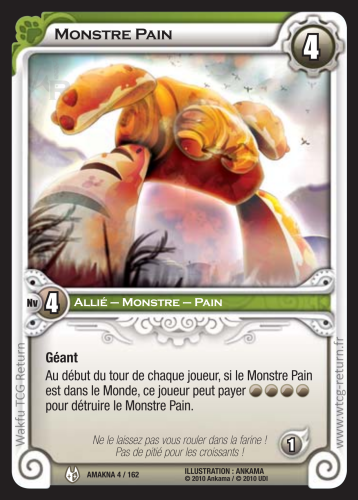 Monstre Pain
4
Nv 4 Allié – Monstre – Pain
Géant
Au début du tour de chaque joueur, si le Monstre Pain
est dans le Monde, ce joueur peut payer
pour détruire le Monstre Pain.
Ne le laissez pas vous rouler dans la farine !
Pas de pitié pour les croissants !
1
AMAKNA 4 / 162
ILLUSTRATION : ANKAMA
© 2010 Ankama / © 2010 UDI
Wakfu TCG Return
www.wtcg-return.fr